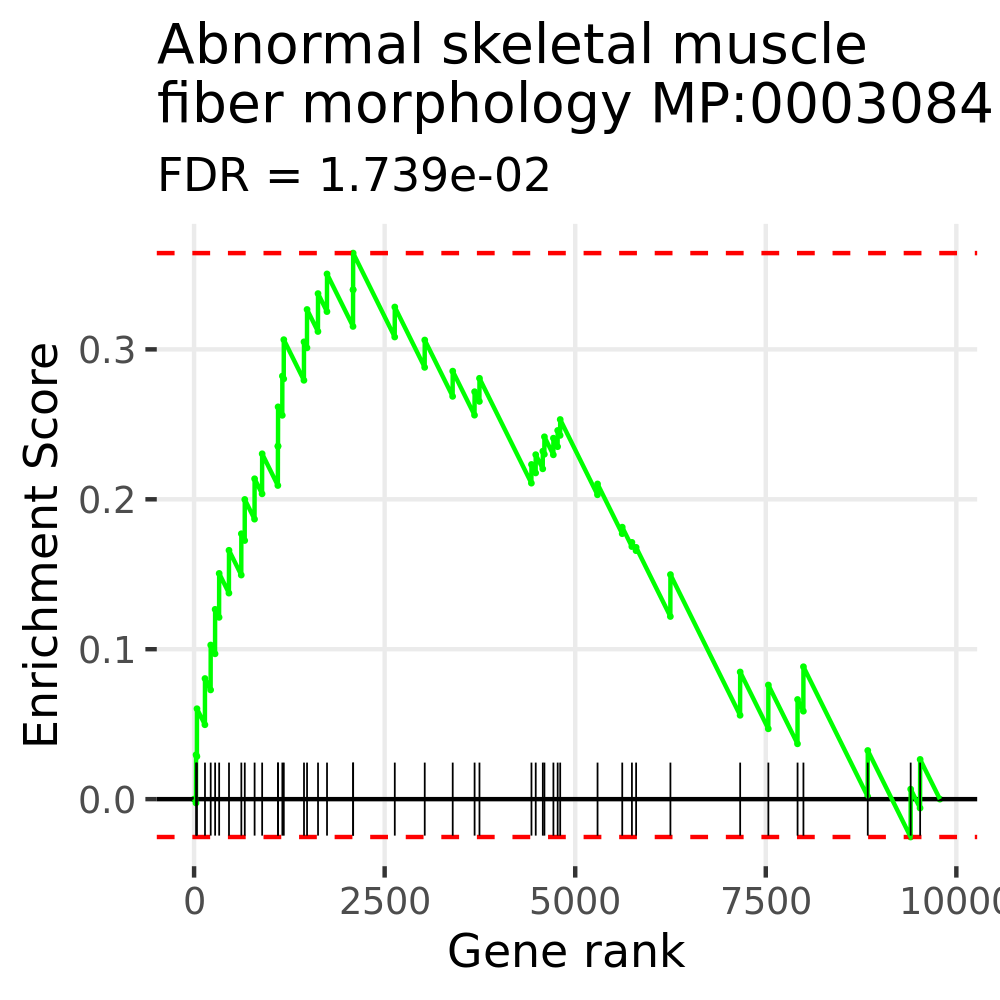 Abnormal skeletal muscle
fiber morphology MP:0003084
FDR = 1.739e-02
Enrichment Score
0.3
0.2
0.1
0.0
0 2500 5000 7500 10000
Gene rank